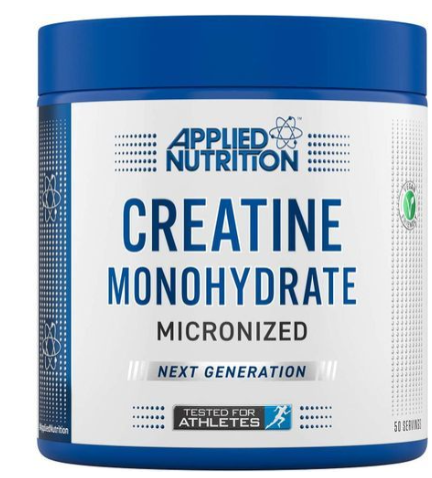 APPLIED
NUTRITION
CREATINE
MONOHYDRATE
MICRONIZED
NEXT GENERATION
TESTED FOR
ATHLETES
50 SERVINGS